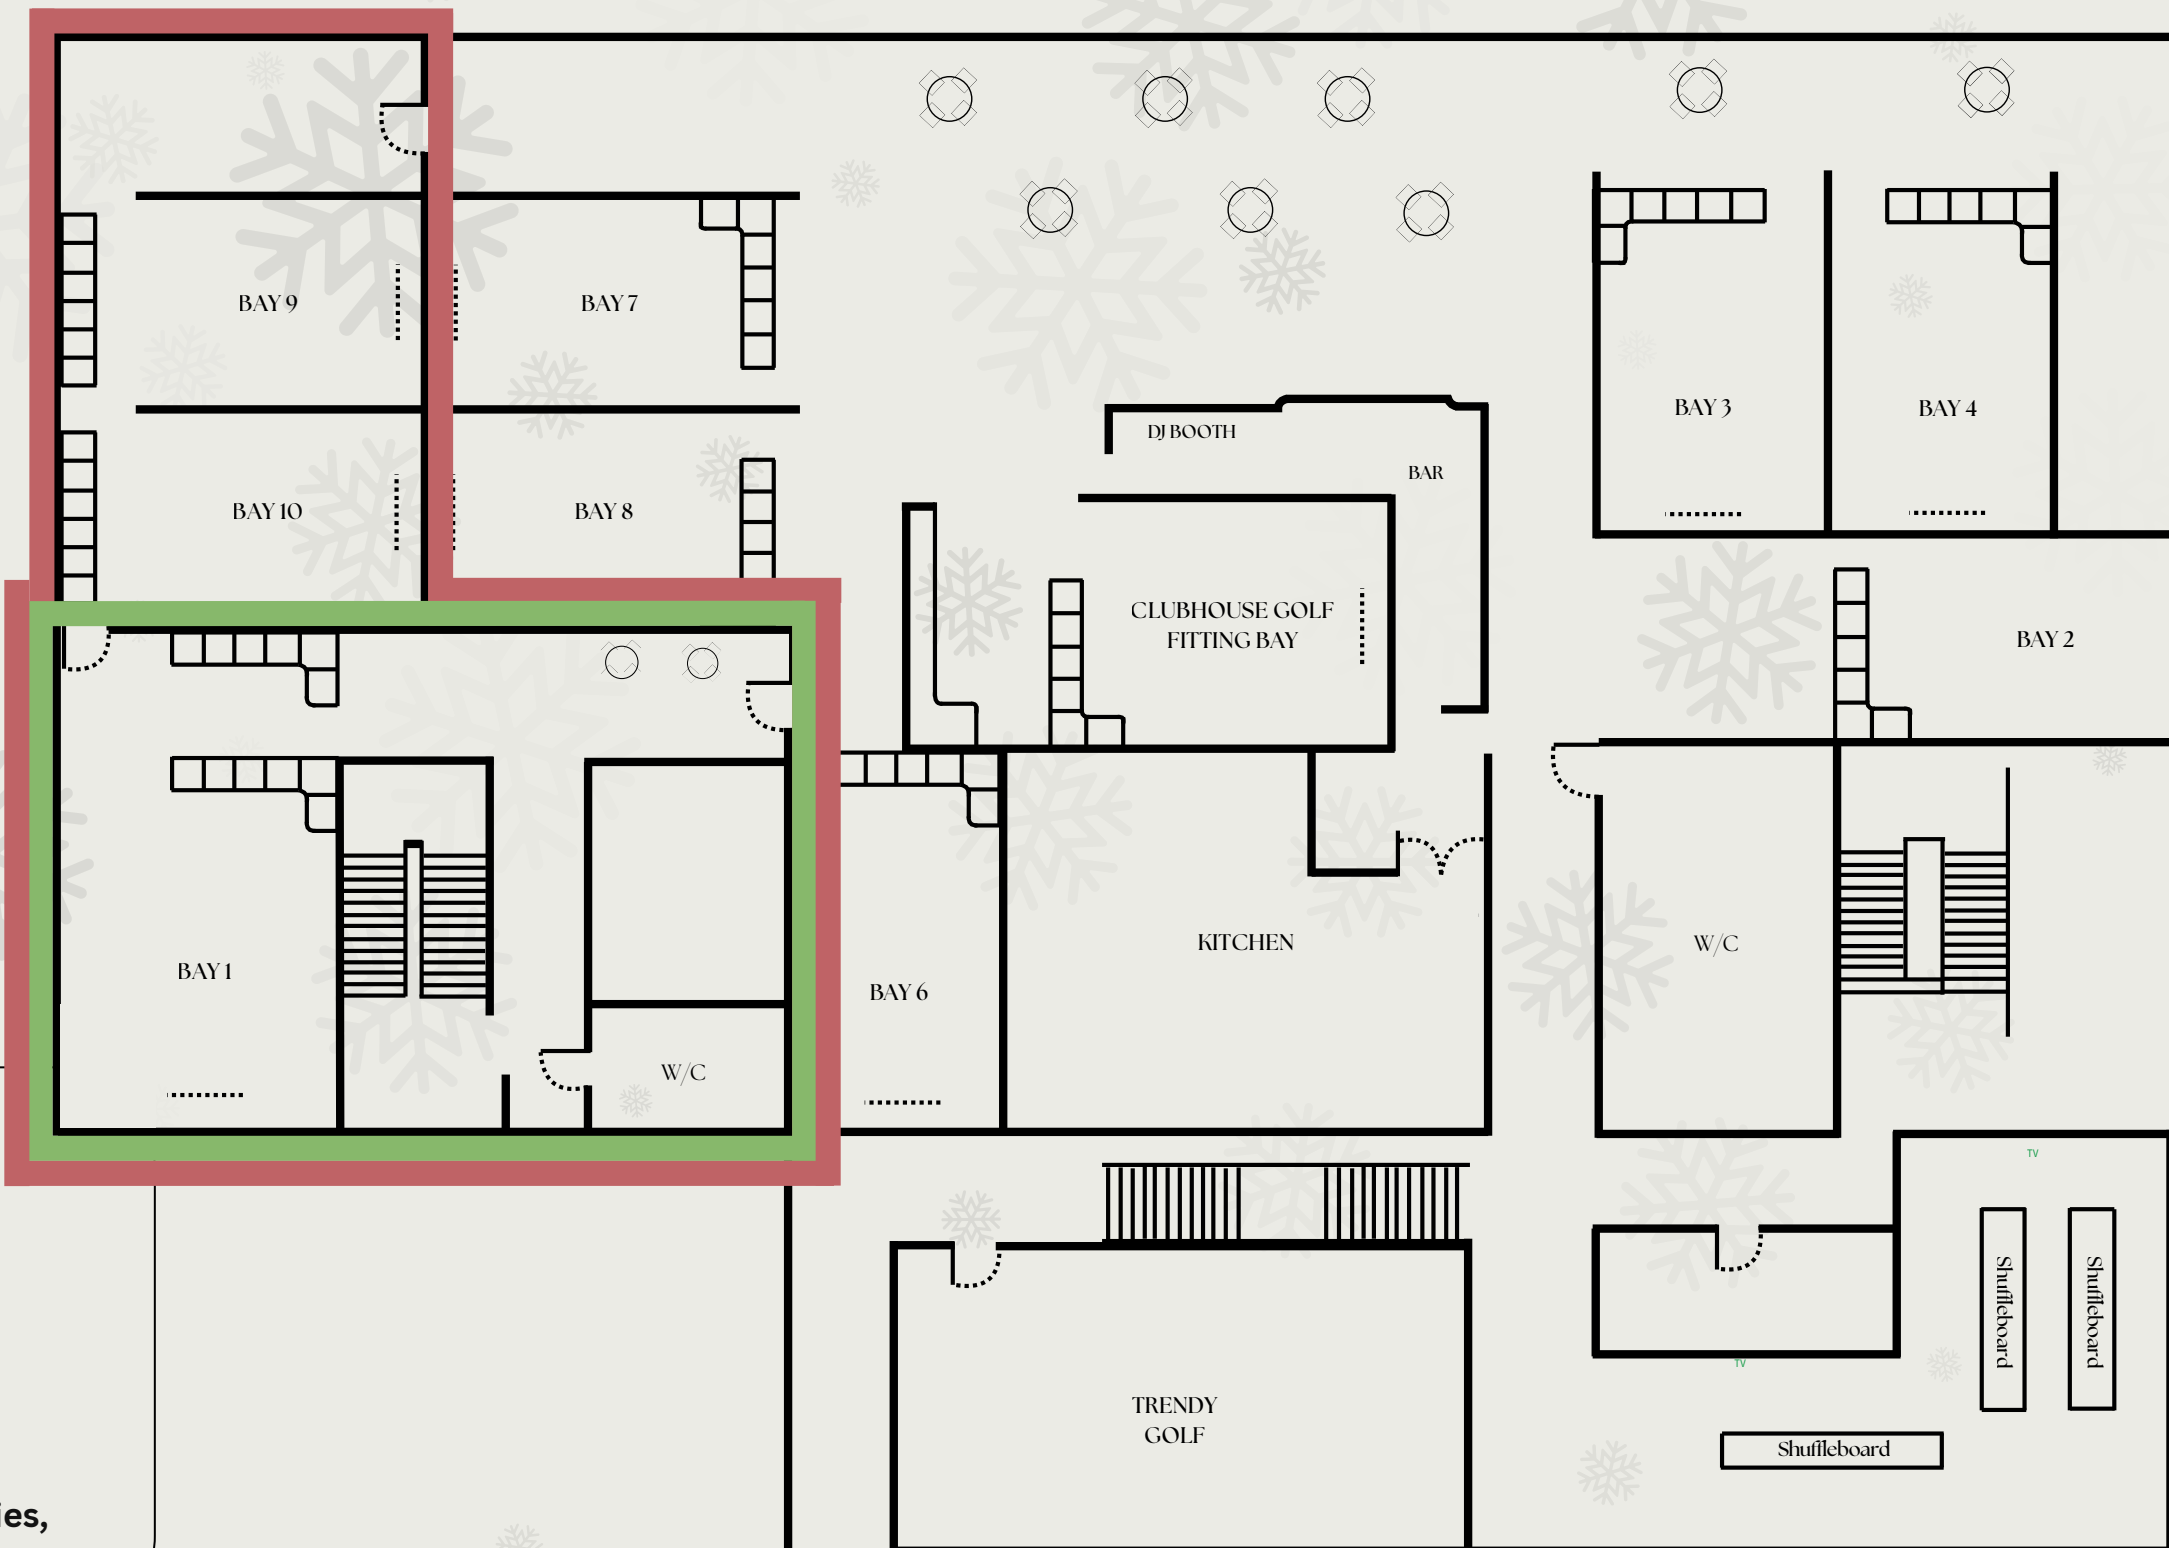 BAY 9
BAY 7
BAY 3
BAY 4
DJ BOOTH
BAR
BAY 10
BAY 8
CLUBHOUSE GOLF
FITTING BAY
BAY 2
BAY 1
BAY 6
KITCHEN
W/C
W/C
TV
Shuffleboard
Shuffleboard
TV
TRENDY
GOLF
Shuffleboard
ies,